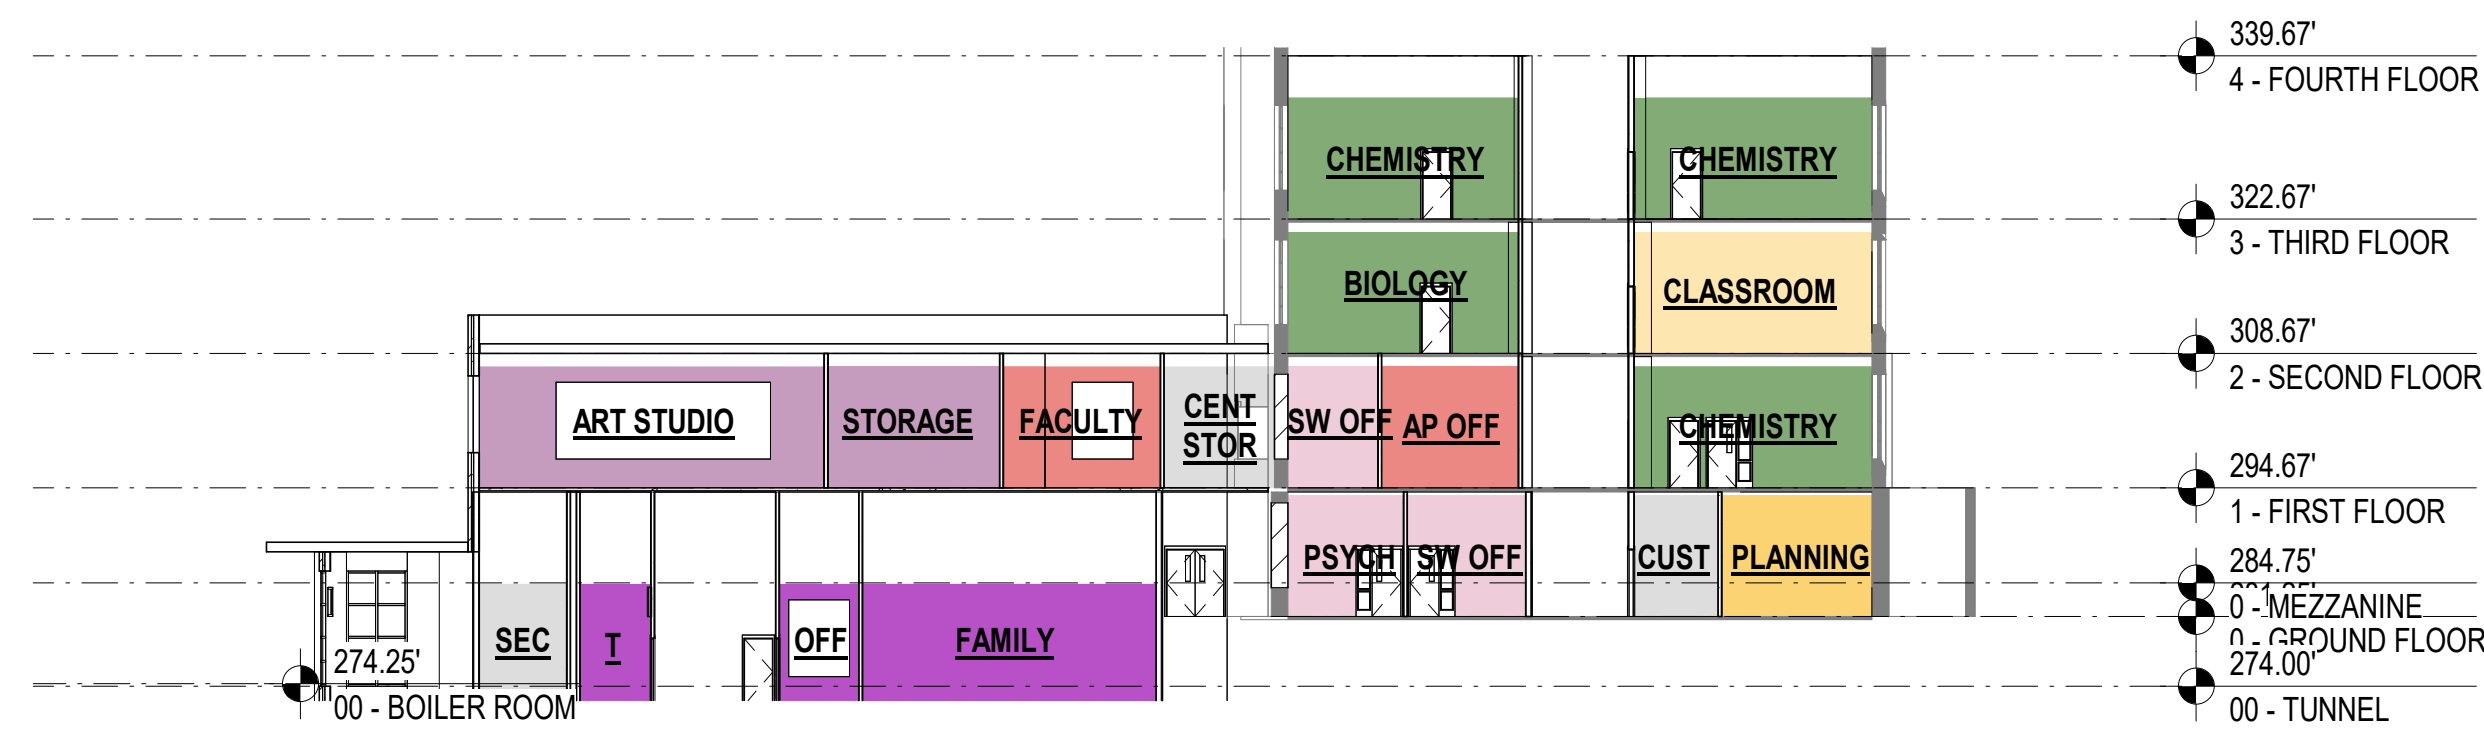 339.67'
4 - FOURTH FLOOR
CHEMISTRY
CHEMISTRY
322.67'
3 - THIRD FLOOR
BIOLOGY
CLASSROOM
308.67'
2 - SECOND FLOOR
ART STUDIO
STORAGE
FACULTY
CENT
STOR
SW OFF
AP OFF
CHEMISTRY
294.67'
1 - FIRST FLOOR
PSYCH
SW OFF
CUST
PLANNING
284.75'
0 - MEZZANINE
0 - GROUND FLOOR
SEC
T
OFF
FAMILY
274.25'
00 - BOILER ROOM
274.00'
00 - TUNNEL